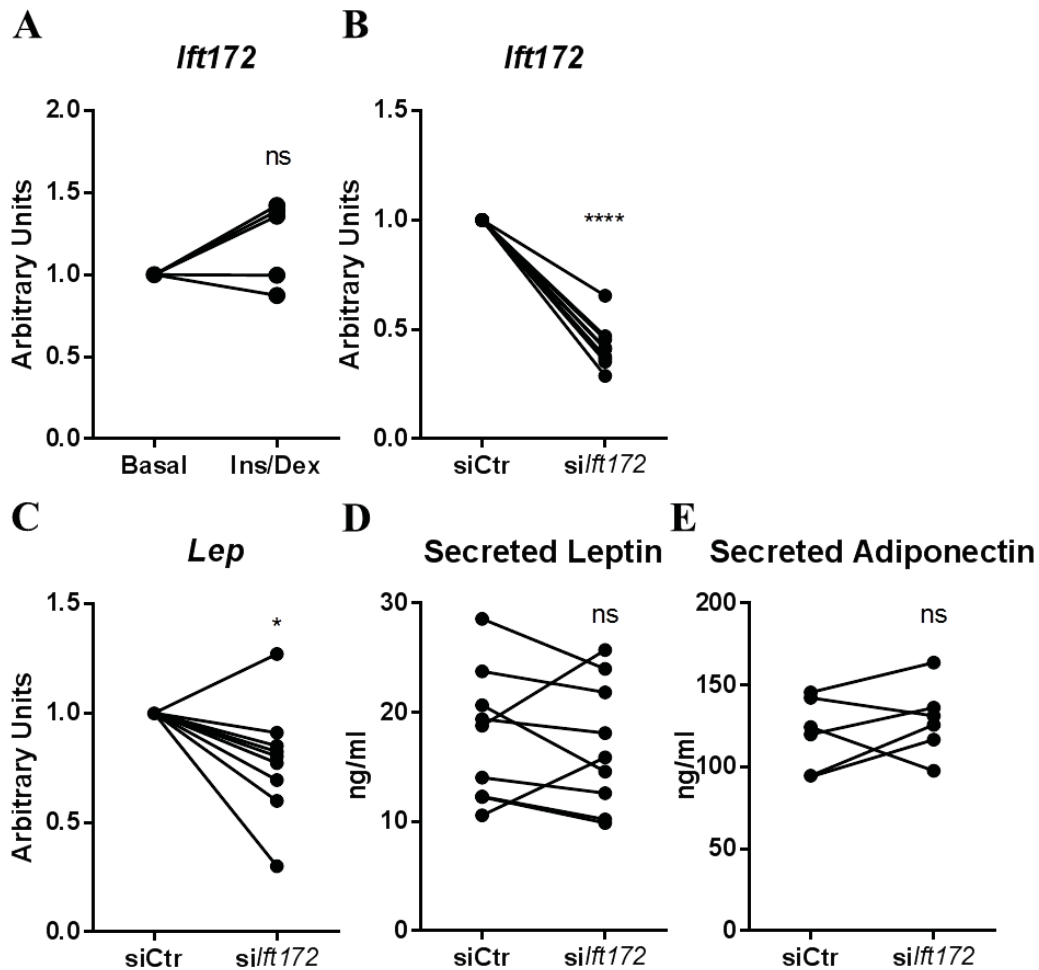 A
Ift172
2.0
1.5
1.0
0.5
0.0
Arbitrary Units
ns
Basal
Ins/Dex
B
Ift172
1.5
1.0
0.5
0.0
Arbitrary Units
****
siCtr
siIft172
C
Lep
1.5
1.0
0.5
0.0
Arbitrary Units
*
siCtr
siIft172
D
Secreted Leptin
30
20
10
0
ng/ml
ns
siCtr
siIft172
E
Secreted Adiponectin
200
150
100
50
0
ng/ml
ns
siCtr
siIft172